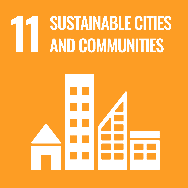 11 SUSTAINABLE CITIES
AND COMMUNITIES